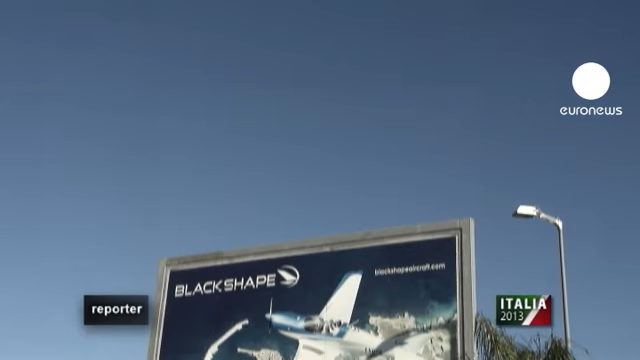 euronews
BLACKSHAPE
blackshapeaircraft.com
reporter
ITALIA
2013